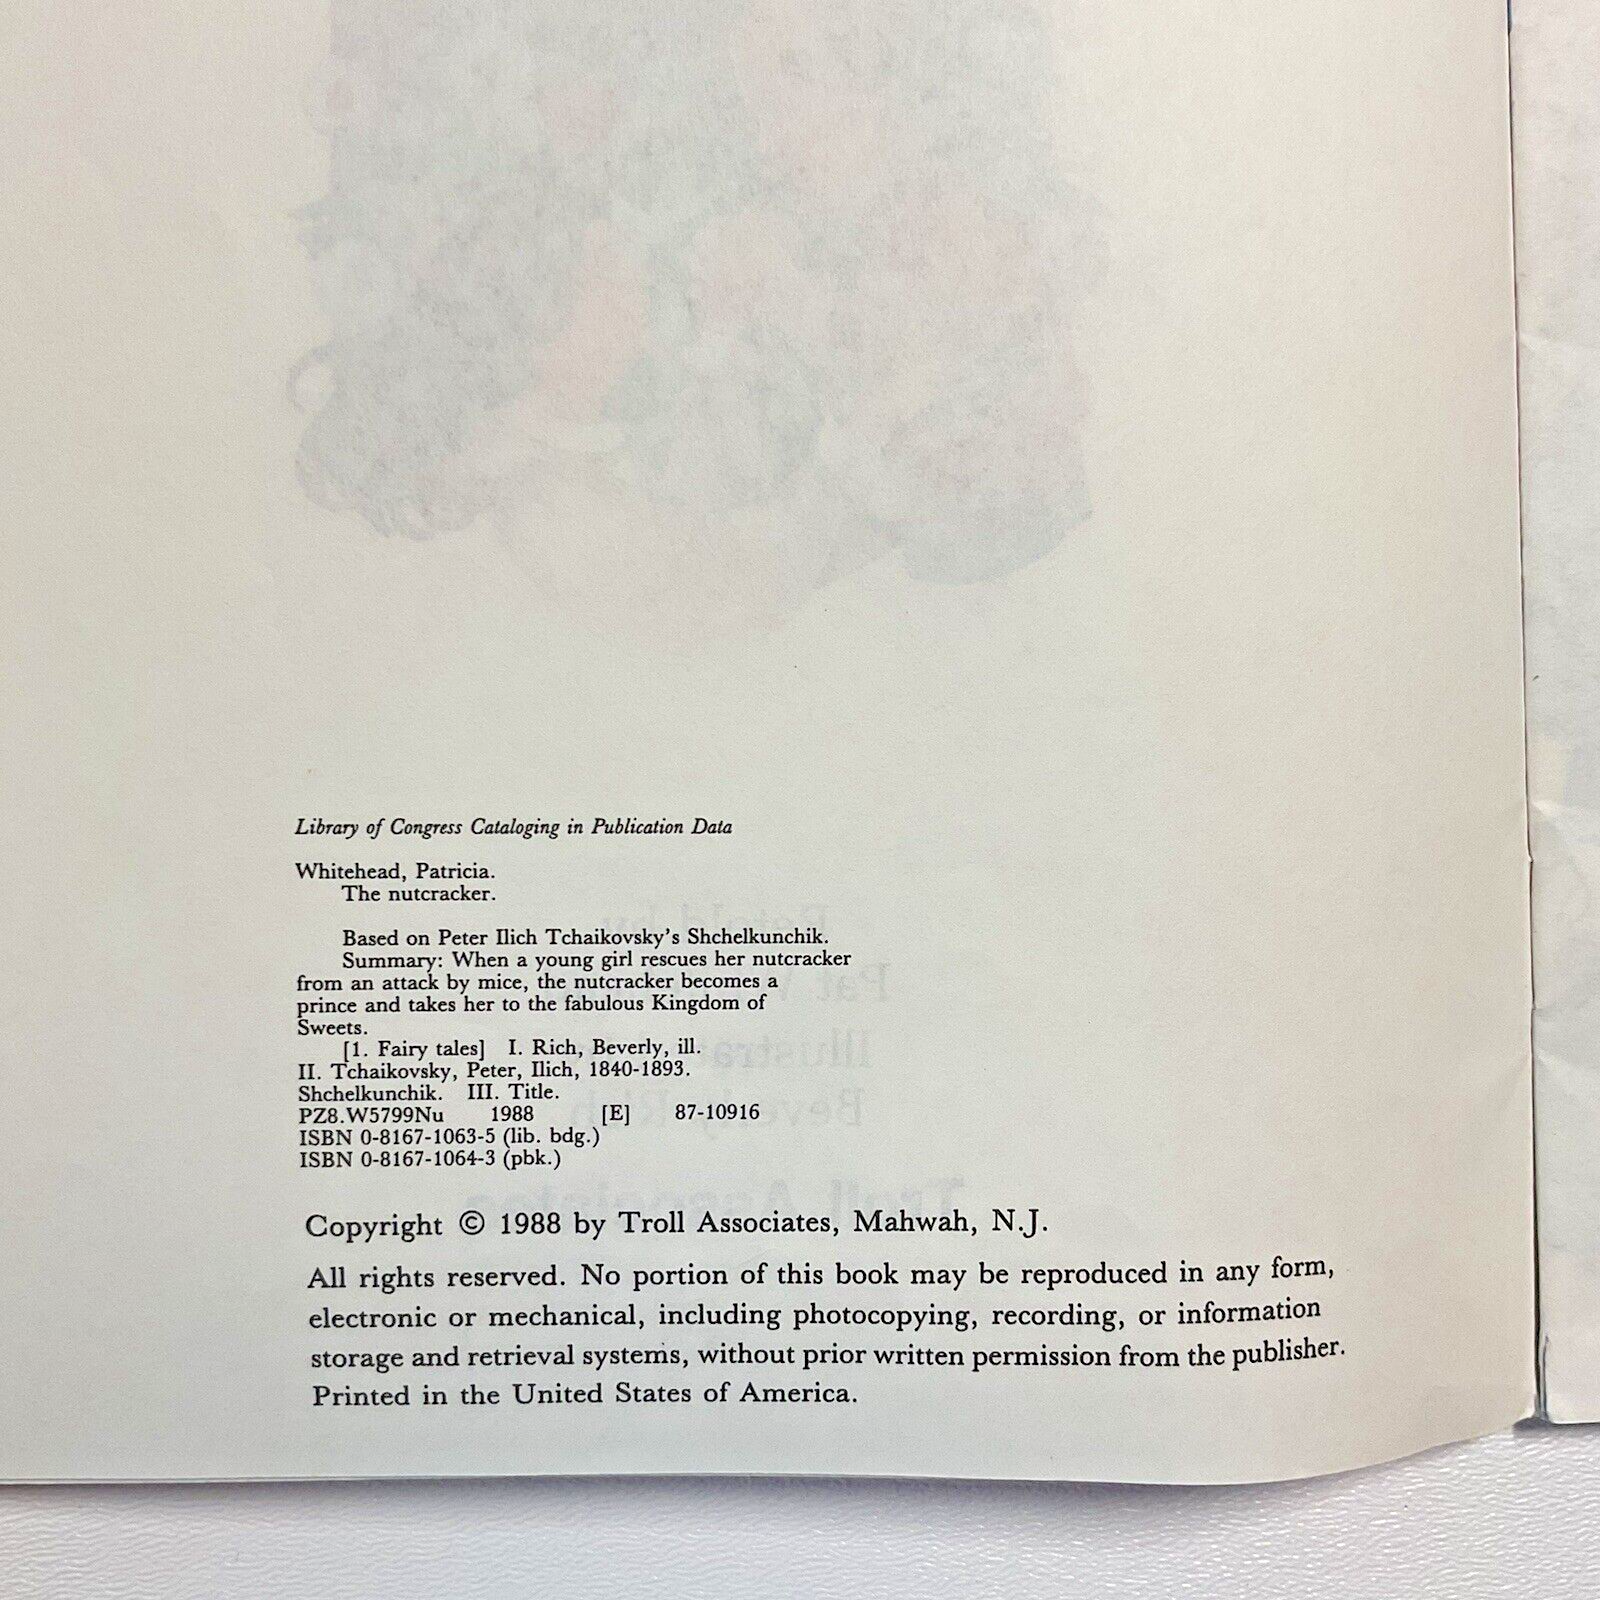 Library of Congress Cataloging in Publication Data
Whitehead, Patricia.
The nutcracker.
Based on Peter Ilich Tchaikovsky's Shchelkunchik.
Summary: When a young girl rescues her nutcracker
from an attack by mice, the nutcracker becomes a
prince and takes her to the fabulous Kingdom of
Sweets.
[1. Fairy tales] I. Rich, Beverly, ill.
II. Tchaikovsky, Peter, Ilich, 1840-1893.
Shchelkunchik. III. Title.
PZ8.W5799Nu 1988 [E] 87-10916
ISBN 0-8167-1063-5 (lib. bdg.)
ISBN 0-8167-1064-3 (pbk.)
Copyright © 1988 by Troll Associates, Mahwah, N.J.
All rights reserved. No portion of this book may be reproduced in any form,
electronic or mechanical, including photocopying, recording, or information
storage and retrieval systems, without prior written permission from the publisher.
Printed in the United States of America.